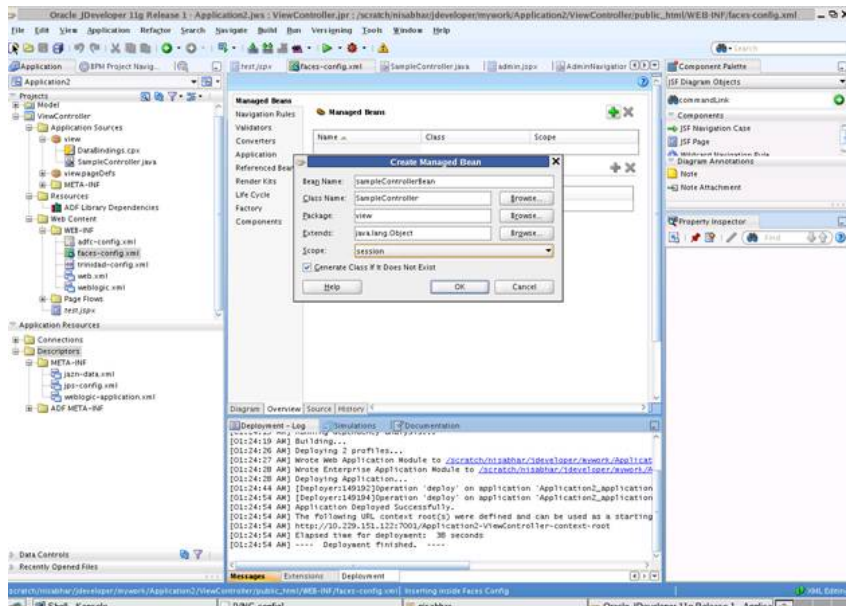 Oracle JDeveloper 11g Release 1 - Application2.jws : ViewController.jpr : /scratch/nisabhar/jdeveloper/mywork/Application2/ViewController/public_html/WEB-INF/faces-config.xml
File Edit View Application Refactor Search Navigate Build Run Versioning Tools Window Help
Search
Application
BPM Project Navig...
test.jspx
faces-config.xml
SampleController.java
admin.jspx
AdminNavigator
Component Palette
Application2
JSF Diagram Objects
Projects
Model
ViewController
Application Sources
view
DataBindings.cpx
SampleController.java
view.pageDefs
META-INF
Resources
ADF Library Dependencies
Web Content
WEB-INF
adfc-config.xml
faces-config.xml
trinidad-config.xml
web.xml
weblogic.xml
Page Flows
test.jspx
Application Resources
Connections
Descriptors
META-INF
jazn-data.xml
jps-config.xml
weblogic-application.xml
ADF META-INF
Data Controls
Recently Opened Files
Managed Beans
Navigation Rules
Validators
Converters
Application
Referenced Bean
Render Kits
Life Cycle
Factory
Components
Managed Beans
Name
Class
Scope
Create Managed Bean
Bean Name: sampleControllerBean
Class Name: SampleController Browse...
Package: view Browse...
Extends: java.lang.Object Browse...
Scope: session
Generate Class If It Does Not Exist
Help OK Cancel
Diagram Overview Source History
commandLink
Components
JSF Navigation Case
JSF Page
Wildcard Navigation Rule
Diagram Annotations
Note
Note Attachment
Property Inspector
Find
Deployment - Log
Simulations
Documentation
[01:24:19 AM] Building...
[01:24:26 AM] Deploying 2 profiles...
[01:24:27 AM] Wrote Web Application Module to /scratch/nisabhar/jdeveloper/mywork/Applicat
[01:24:28 AM] Wrote Enterprise Application Module to /scratch/nisabhar/jdeveloper/mywork/A
[01:24:28 AM] Deploying Application...
[01:24:44 AM] [Deployer:149192]Operation 'deploy' on application 'Application2_application
[01:24:54 AM] [Deployer:149194]Operation 'deploy' on application 'Application2_application
[01:24:54 AM] Application Deployed Successfully.
[01:24:54 AM] The following URL context root(s) were defined and can be used as a starting
[01:24:54 AM] http://10.229.151.122:7001/Application2-ViewController-context-root
[01:24:54 AM] Elapsed time for deployment: 38 seconds
[01:24:54 AM] ---- Deployment finished. ----
Messages Extensions Deployment
scratch/nisabhar/jdeveloper/mywork/Application2/ViewController/public_html/WEB-INF/faces-config.xml Inserting inside Faces Config
XML Editing